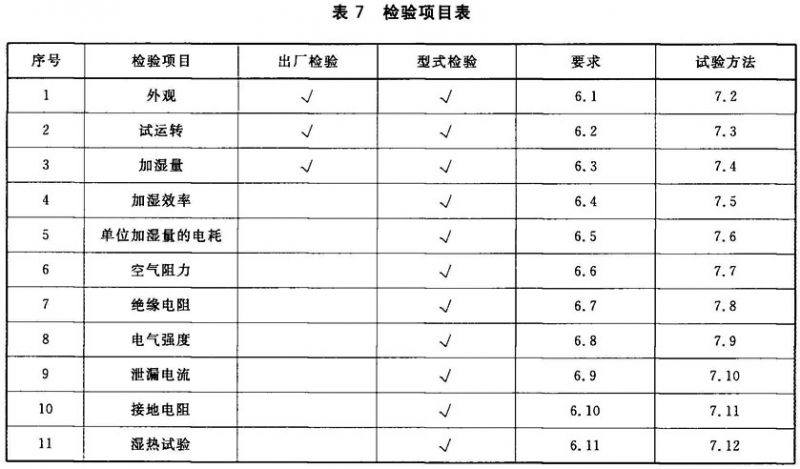 表 7 检验项目表
序号 检验项目 出厂检验 型式检验 要求 试验方法
1 外观 √ √ 6.1 7.2
2 试运转 √ √ 6.2 7.3
3 加湿量 √ √ 6.3 7.4
4 加湿效率 √ 6.4 7.5
5 单位加湿量的电耗 √ 6.5 7.6
6 空气阻力 √ 6.6 7.7
7 绝缘电阻 √ 6.7 7.8
8 电气强度 √ 6.8 7.9
9 泄漏电流 √ 6.9 7.10
10 接地电阻 √ 6.10 7.11
11 湿热试验 √ 6.11 7.12